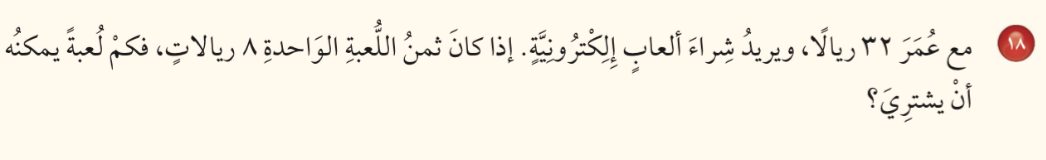 ١٨ مع عُمَرَ ٣٢ ريالًا، ويريدُ شِراءَ ألعابٍ إِلِكْتُرُونِيَّةٍ. إذا كانَ ثمنُ اللُّعبةِ الوَاحدةِ ٨ ريالاتٍ، فكمْ لُعبةً يمكنُه
أنْ يشترِيَ؟